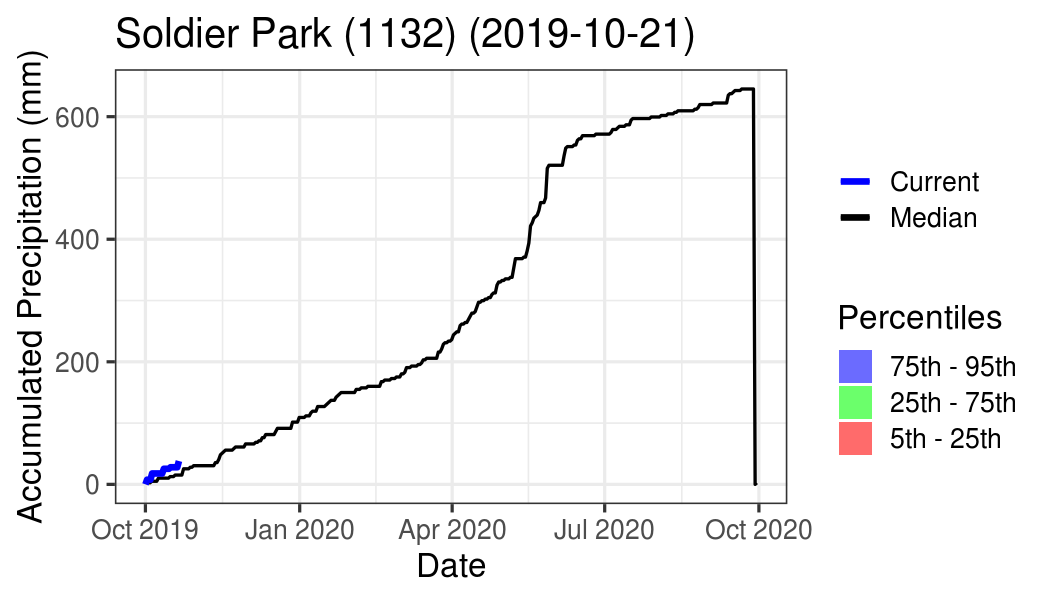 Soldier Park (1132) (2019-10-21)
Accumulated Precipitation (mm)
600
400
200
0
Oct 2019
Jan 2020
Apr 2020
Jul 2020
Oct 2020
Date
Current
Median
Percentiles
75th - 95th
25th - 75th
5th - 25th